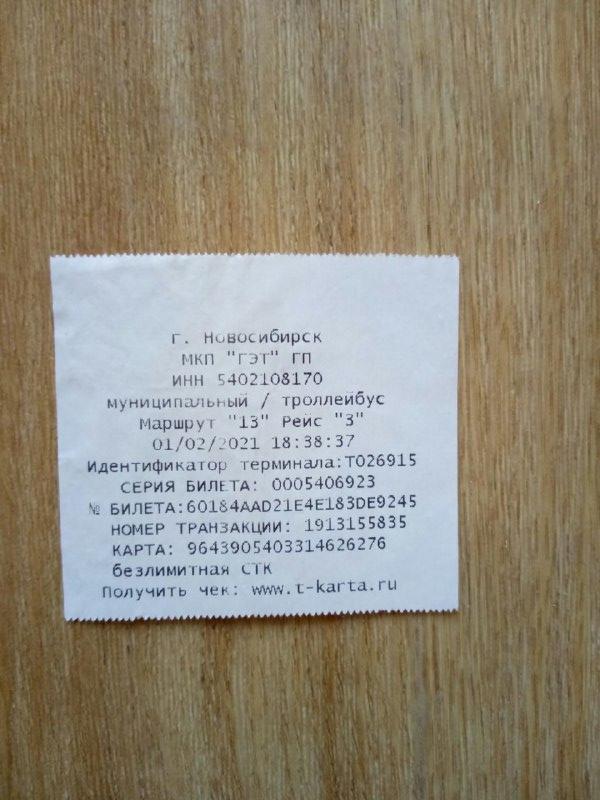 г. Новосибирск
МКП "ГЭТ" ГП
ИНН 5402108170
муниципальный / троллейбус
Маршрут "13" Рейс "3"
01/02/2021 18:38:37
Идентификатор терминала:T026915
СЕРИЯ БИЛЕТА: 0005406923
№ БИЛЕТА:60184AAD21E4E183DE9245
НОМЕР ТРАНЗАКЦИИ: 1913155835
КАРТА: 9643905403314626276
безлимитная СТК
Получить чек: www.t-karta.ru